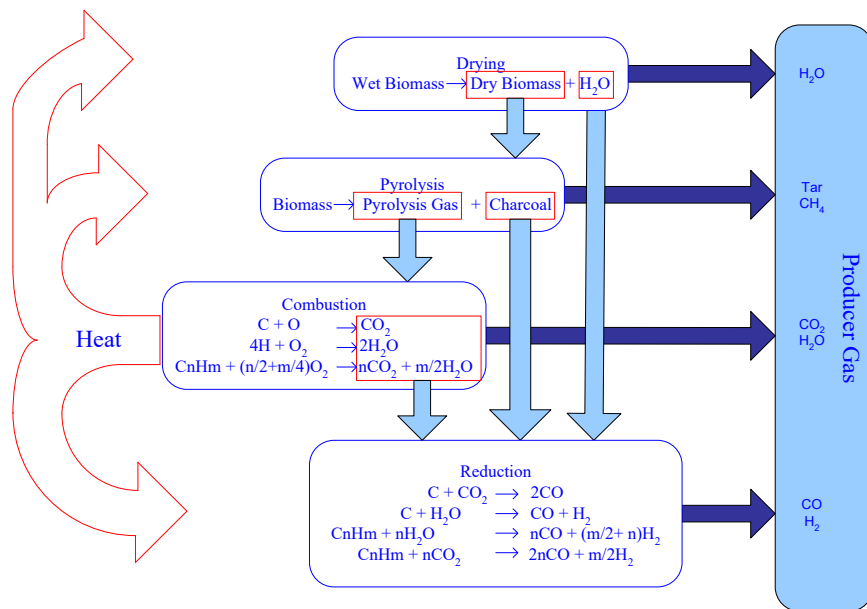 Drying
Wet Biomass → Dry Biomass + H₂O
H₂O
Pyrolysis
Biomass → Pyrolysis Gas + Charcoal
Tar
CH₄
Heat
Combustion
C + O → CO₂
4H + O₂ → 2H₂O
CnHm + (n/2+m/4)O₂ → nCO₂ + m/2H₂O
CO₂
H₂O
Reduction
C + CO₂ → 2CO
C + H₂O → CO + H₂
CnHm + nH₂O → nCO + (m/2+ n)H₂
CnHm + nCO₂ → 2nCO + m/2H₂
CO
H₂
Producer Gas